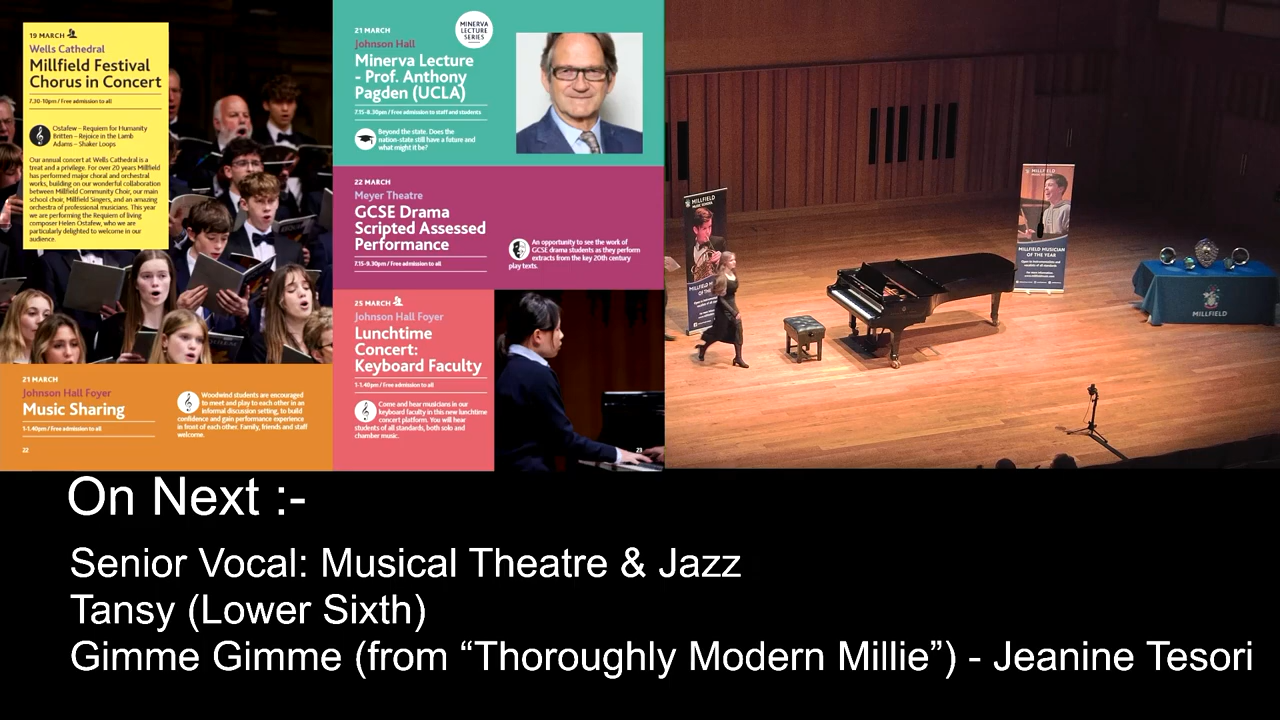 19 MARCH
Wells Cathedral
Millfield Festival
Chorus in Concert
7.30-10pm / Free admission to all
Ostafew – Requiem for Humanity
Britten – Rejoice in the Lamb
Adams – Shaker Loops
Our annual concert at Wells Cathedral is a
treat and a privilege. For over 20 years Millfield
has performed major choral and orchestral
works, building on our wonderful collaboration
between Millfield Community Choir, our main
school choir, Millfield Singers, and an amazing
orchestra of professional musicians. This year
we are performing the Requiem of living
composer Helen Ostafew, who we are
particularly delighted to welcome in our
audience.
21 MARCH
Johnson Hall Foyer
Music Sharing
1-1.40pm / Free admission to all
Woodwind students are encouraged
to meet and play to each other in an
informal discussion setting, to build
confidence and gain performance experience
in front of each other. Family, friends and staff
welcome.
22
21 MARCH
Johnson Hall
Minerva Lecture
- Prof. Anthony
Pagden (UCLA)
7.15-8.30pm / Free admission to staff and students
Beyond the state. Does the
nation-state still have a future and
what might it be?
MINERVA
LECTURE
SERIES
22 MARCH
Meyer Theatre
GCSE Drama
Scripted Assessed
Performance
7.15-9.30pm / Free admission to all
An opportunity to see the work of
GCSE drama students as they perform
extracts from the key 20th century
play texts.
25 MARCH
Johnson Hall Foyer
Lunchtime
Concert:
Keyboard Faculty
1-1.40pm / Free admission to all
Come and hear musicians in our
keyboard faculty in this new lunchtime
concert platform. You will hear
students of all standards, both solo and
chamber music.
23
MILLFIELD
MUSIC SCHOOL
MILLFIELD MUSICIAN
OF THE YEAR
MILLFIELD
On Next :-
Senior Vocal: Musical Theatre & Jazz
Tansy (Lower Sixth)
Gimme Gimme (from “Thoroughly Modern Millie”) - Jeanine Tesori